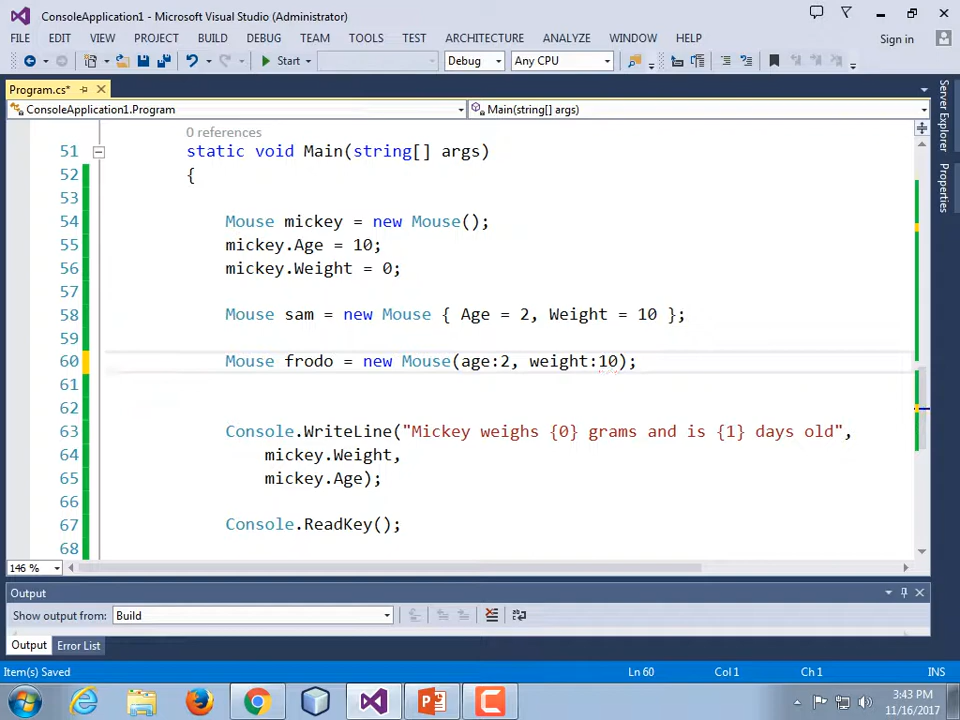 ConsoleApplication1 - Microsoft Visual Studio (Administrator)
FILE EDIT VIEW PROJECT BUILD DEBUG TEAM TOOLS TEST ARCHITECTURE ANALYZE WINDOW HELP Sign in
Start Debug Any CPU
Program.cs*
ConsoleApplication1.Program Main(string[] args)
0 references
51 static void Main(string[] args)
52 {
53
54 Mouse mickey = new Mouse();
55 mickey.Age = 10;
56 mickey.Weight = 0;
57
58 Mouse sam = new Mouse { Age = 2, Weight = 10 };
59
60 Mouse frodo = new Mouse(age:2, weight:10);
61
62
63 Console.WriteLine("Mickey weighs {0} grams and is {1} days old",
64 mickey.Weight,
65 mickey.Age);
66
67 Console.ReadKey();
68
146 %
Server Explorer
Properties
Output
Show output from: Build
Output Error List
Item(s) Saved Ln 60 Col 1 Ch 1 INS
3:43 PM
11/16/2017